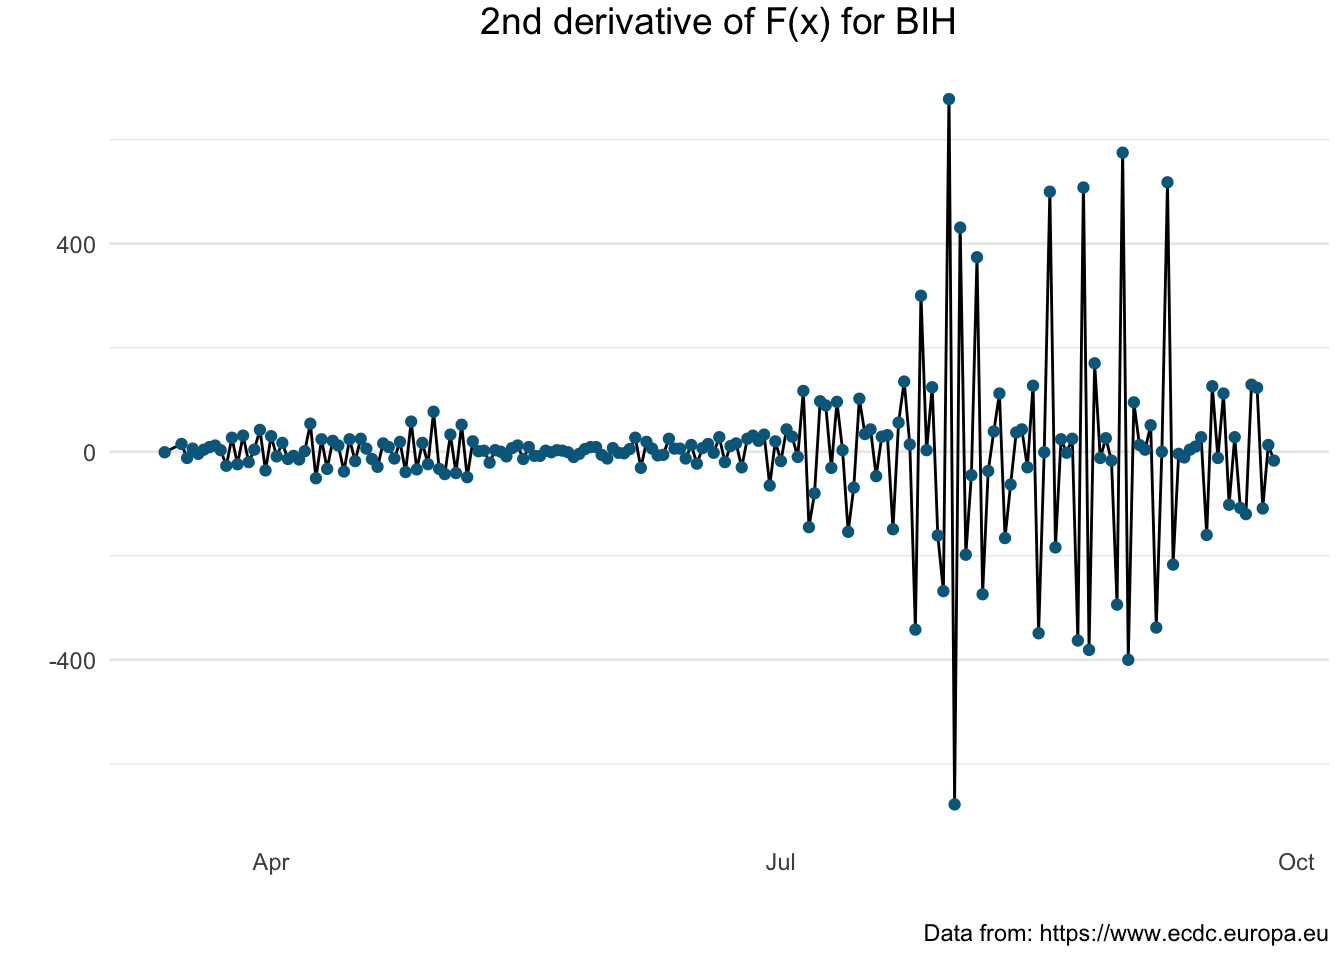 2nd derivative of F(x) for BIH
400
0
-400
Apr Jul Oct
Data from: https://www.ecdc.europa.eu